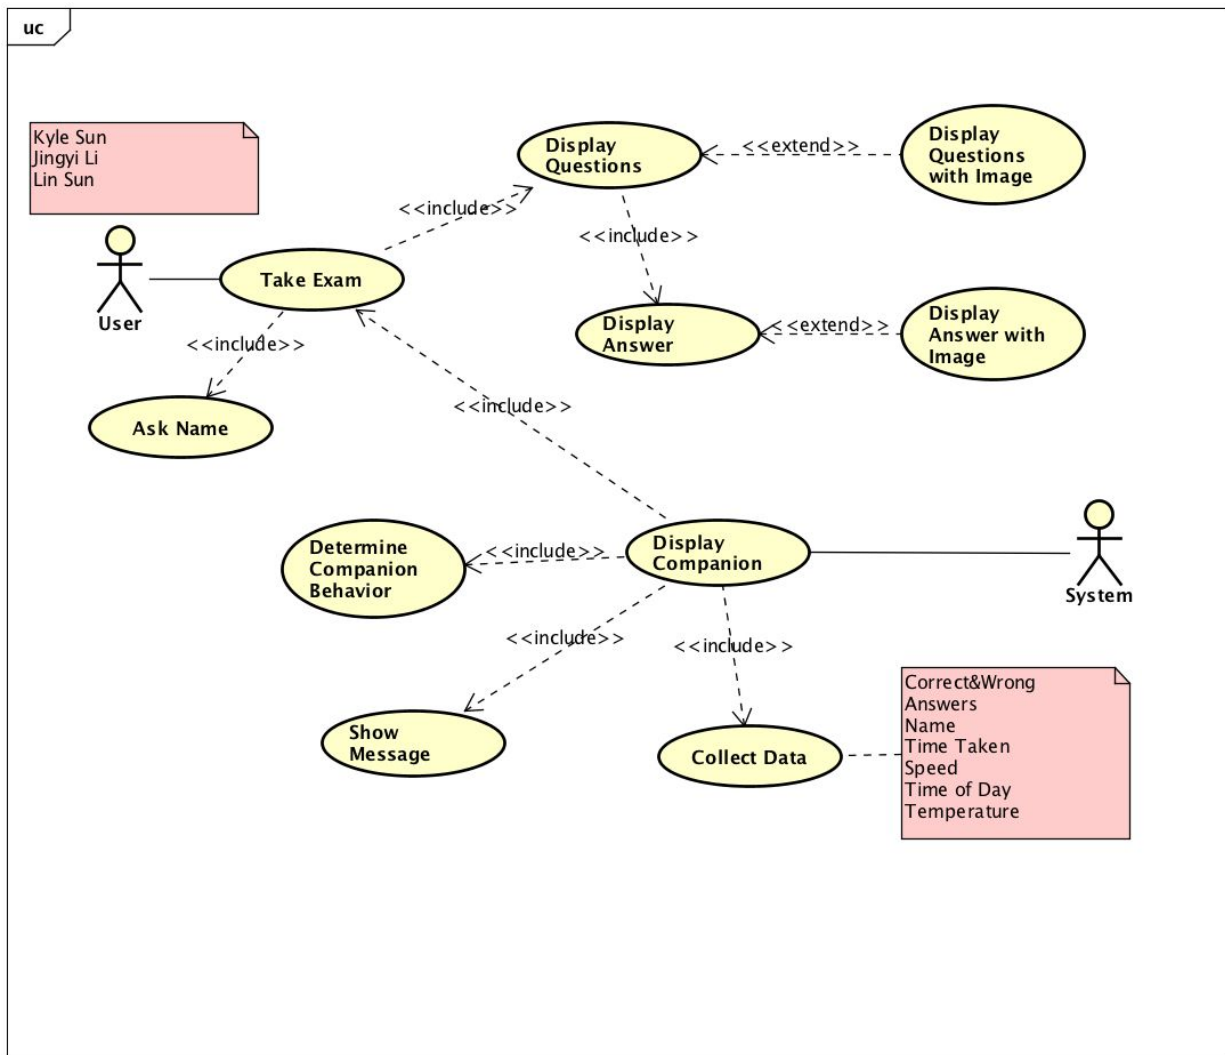 uc
Kyle Sun
Jingyi Li
Lin Sun
Display
Questions
<<extend>>
Display
Questions
with Image
<<include>>
<<include>>
Take Exam
User
Display
Answer
<<extend>>
Display
Answer with
Image
<<include>>
Ask Name
<<include>>
Determine
Companion
Behavior
<<include>>
Display
Companion
System
<<include>>
<<include>>
Show
Message
Collect Data
Correct&Wrong
Answers
Name
Time Taken
Speed
Time of Day
Temperature